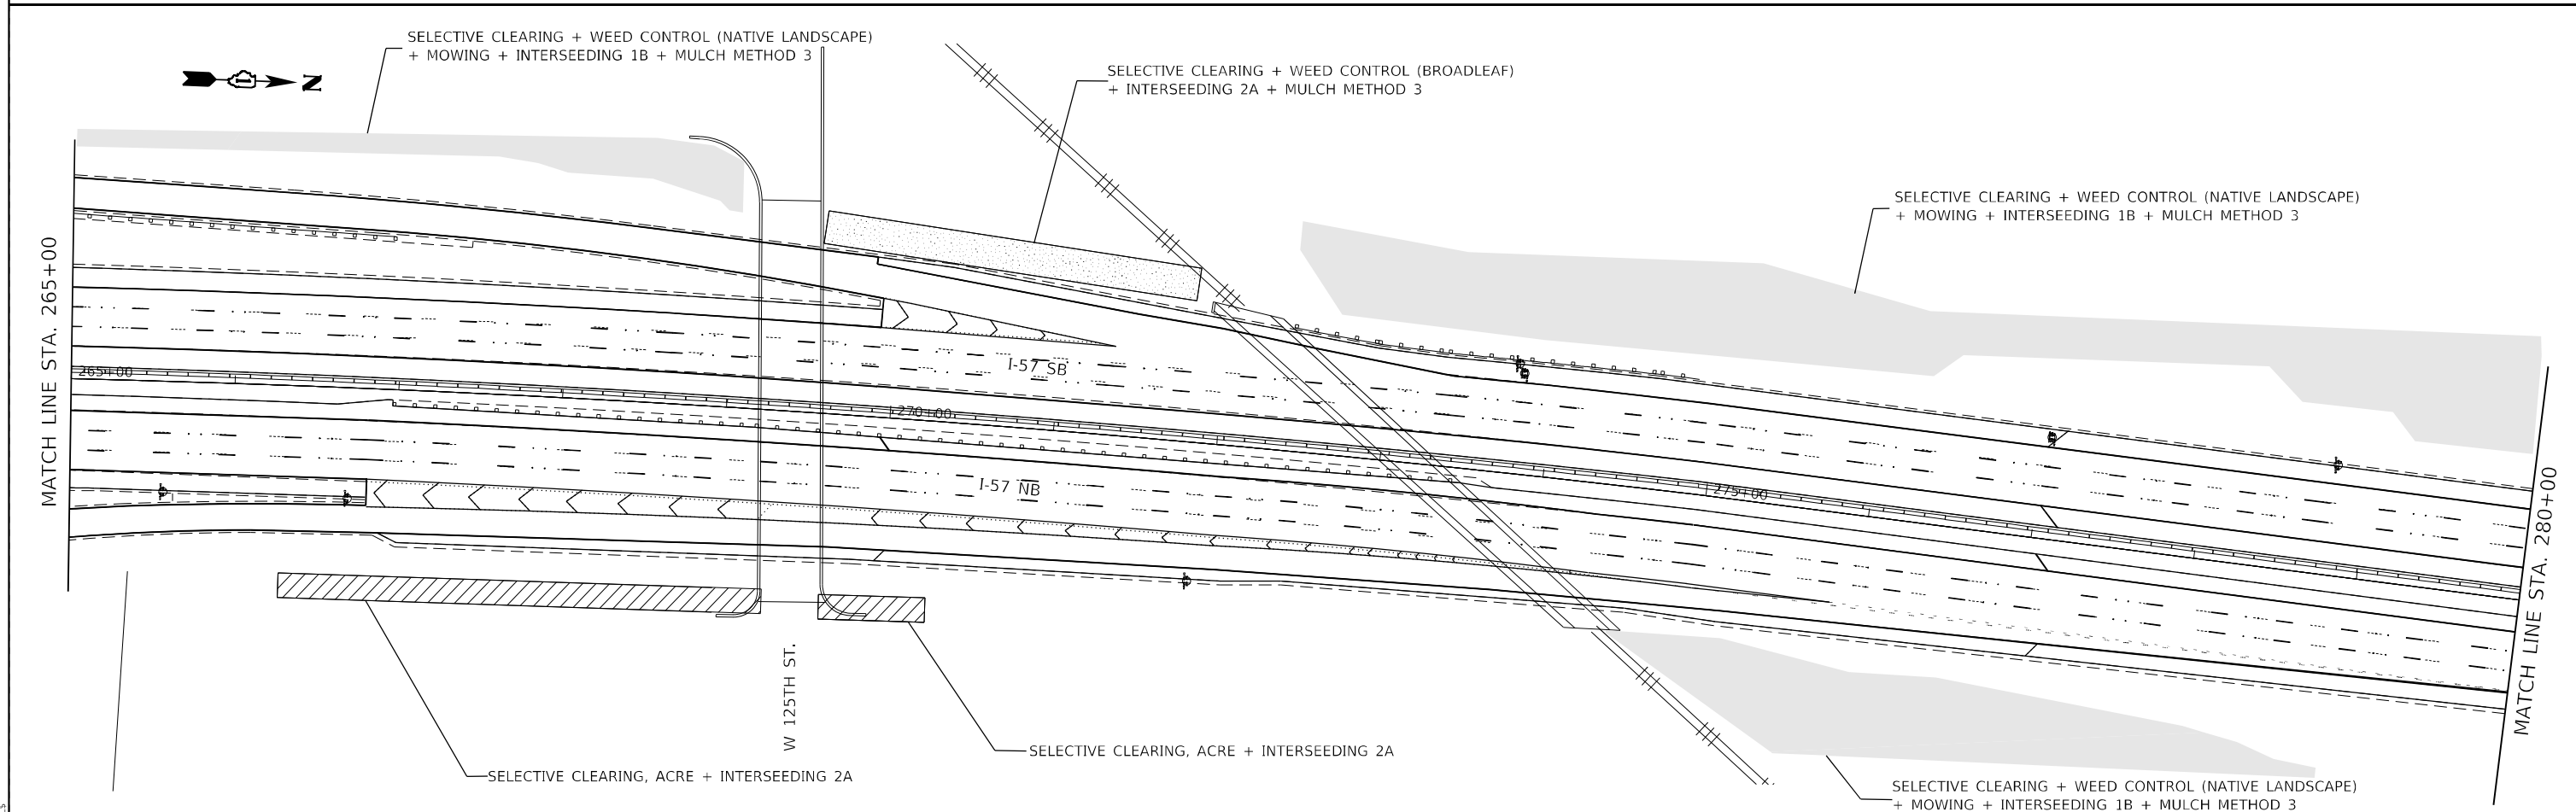 SELECTIVE CLEARING + WEED CONTROL (NATIVE LANDSCAPE)
+ MOWING + INTERSEEDING 1B + MULCH METHOD 3
N
SELECTIVE CLEARING + WEED CONTROL (BROADLEAF)
+ INTERSEEDING 2A + MULCH METHOD 3
SELECTIVE CLEARING + WEED CONTROL (NATIVE LANDSCAPE)
+ MOWING + INTERSEEDING 1B + MULCH METHOD 3
MATCH LINE STA. 265+00
265+00
I-57 SB
270+00
I-57 NB
275+00
MATCH LINE STA. 280+00
W 125TH ST.
SELECTIVE CLEARING, ACRE + INTERSEEDING 2A
SELECTIVE CLEARING, ACRE + INTERSEEDING 2A
SELECTIVE CLEARING + WEED CONTROL (NATIVE LANDSCAPE)
+ MOWING + INTERSEEDING 1B + MULCH METHOD 3